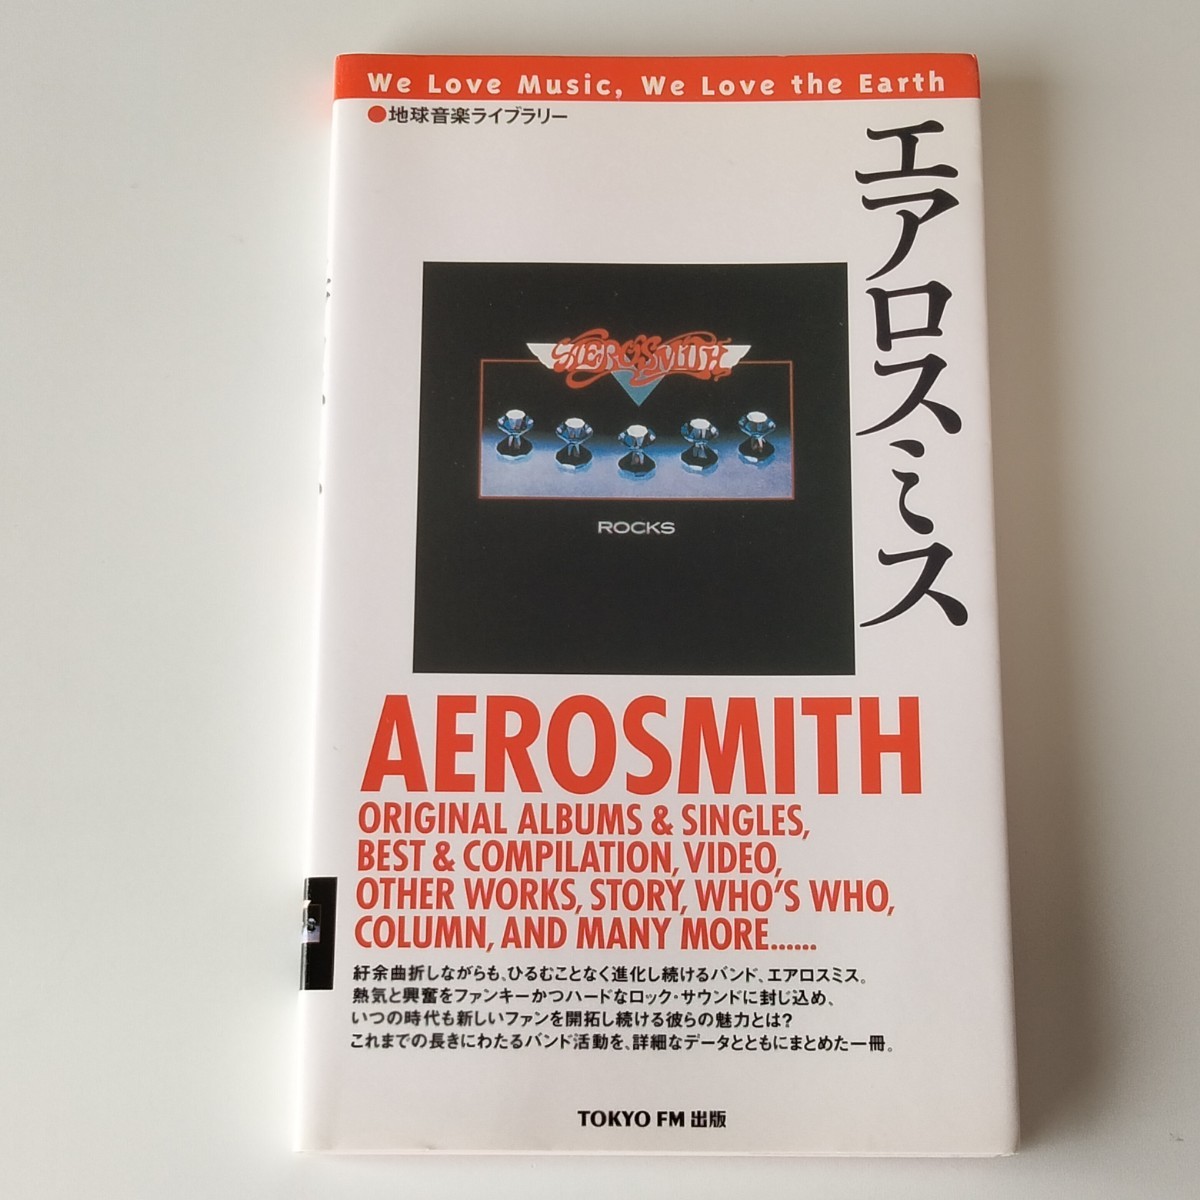 We Love Music, We Love the Earth
●地球音楽ライブラリー
エアロスミス
AEROSMITH
ROCKS
AEROSMITH
ORIGINAL ALBUMS & SINGLES,
BEST & COMPILATION, VIDEO,
OTHER WORKS, STORY, WHO'S WHO,
COLUMN, AND MANY MORE......
紆余曲折しながらも、ひるむことなく進化し続けるバンド、エアロスミス。
熱気と興奮をファンキーかつハードなロック・サウンドに封じ込め、
いつの時代も新しいファンを開拓し続ける彼らの魅力とは?
これまでの長きにわたるバンド活動を、詳細なデータとともにまとめた一冊。
TOKYO FM 出版